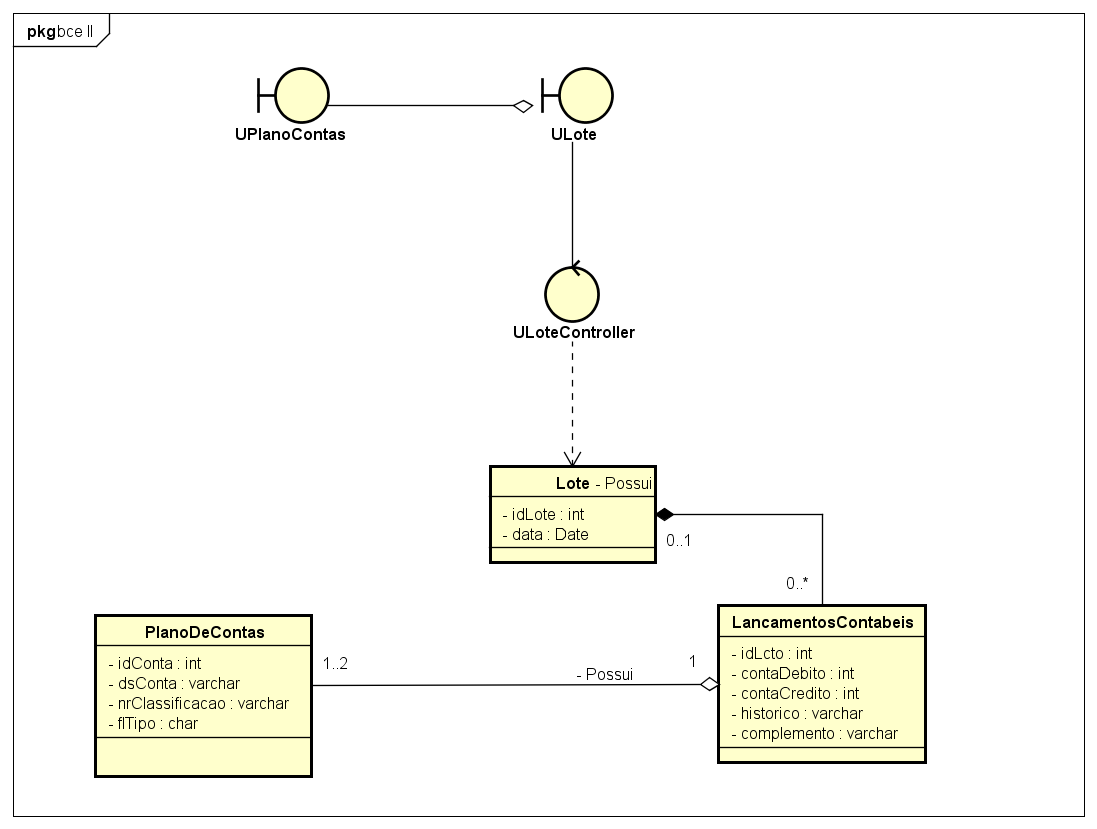 pkg bce II
UPlanoContas
ULote
ULoteController
Lote - Possui
- idLote : int
- data : Date
0..1
0..*
PlanoDeContas
- idConta : int
- dsConta : varchar
- nrClassificacao : varchar
- flTipo : char
1..2
- Possui
1
LancamentosContabeis
- idLcto : int
- contaDebito : int
- contaCredito : int
- historico : varchar
- complemento : varchar